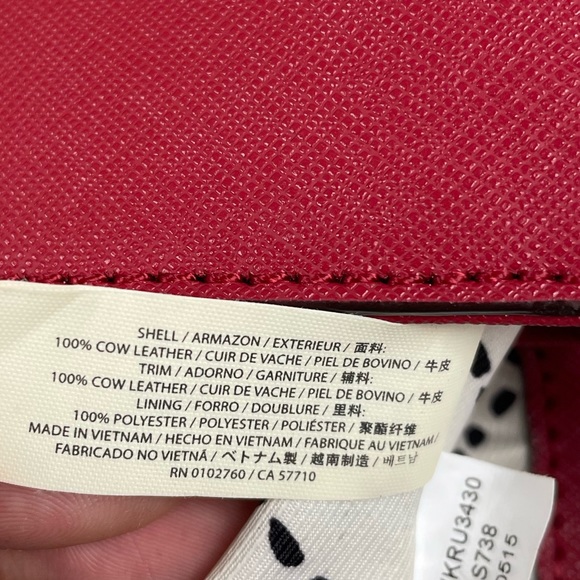 SHELL / ARMAZON / EXTERIEUR / 面料:
100% COW LEATHER / CUIR DE VACHE / PIEL DE BOVINO / 牛皮
TRIM / ADORNO / GARNITURE / 辅料:
100% COW LEATHER / CUIR DE VACHE / PIEL DE BOVINO / 牛皮
LINING / FORRO / DOUBLURE / 里料:
100% POLYESTER / POLYESTER / POLIÉSTER / 聚酯纤维
MADE IN VIETNAM / HECHO EN VIETNAM / FABRIQUE AU VIETNAM /
FABRICADO NO VIETNÃ / ベトナム製 / 越南制造 / 베트남
RN 0102760 / CA 57710
KRU3430
S738
515